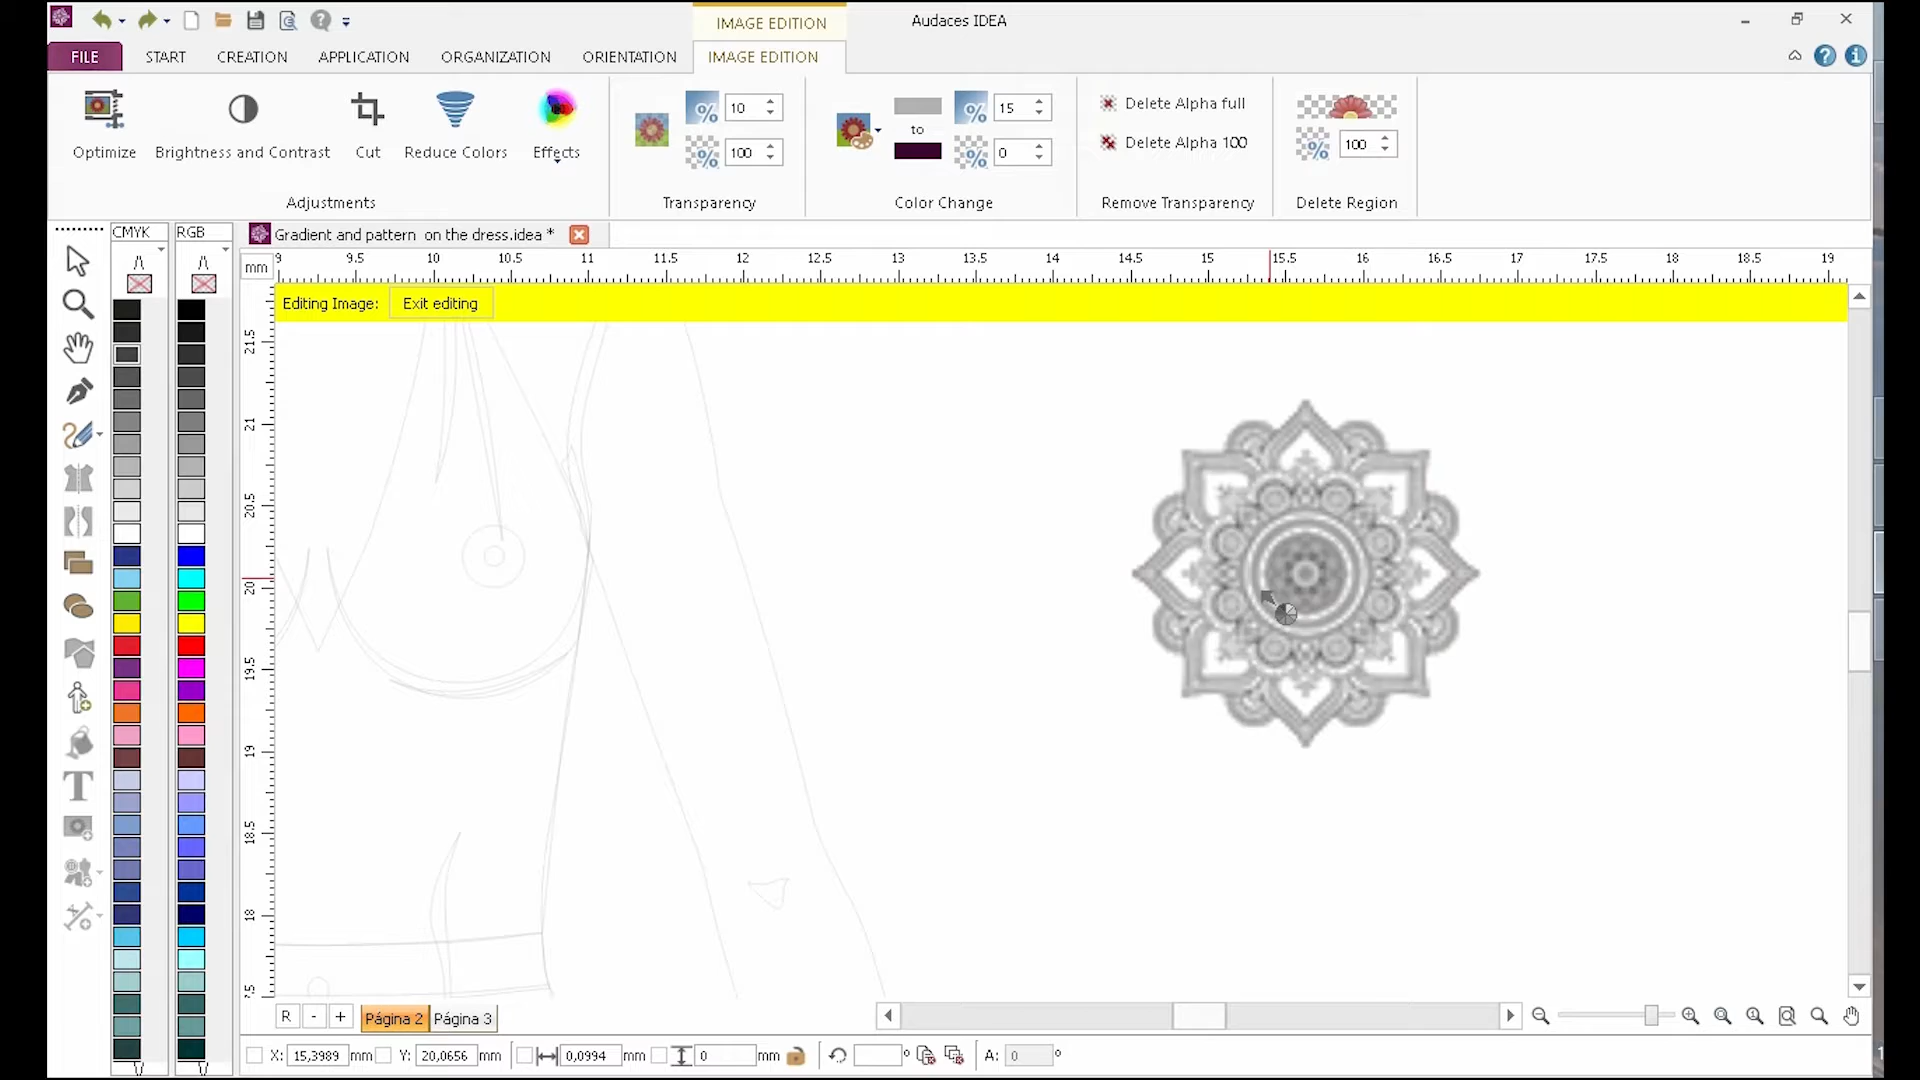 IMAGE EDITION
Audaces IDEA
FILE START CREATION APPLICATION ORGANIZATION ORIENTATION IMAGE EDITION
10 15
Delete Alpha full
to
Delete Alpha 100
100 0 100
Optimize Brightness and Contrast Cut Reduce Colors Effects
Adjustments Transparency Color Change Remove Transparency Delete Region
CMYK RGB Gradient and pattern on the dress.idea *
mm 9 9.5 10 10.5 11 11.5 12 12.5 13 13.5 14 14.5 15 15.5 16 16.5 17 17.5 18 18.5 19
Editing Image: Exit editing
21.5
21
20.5
20
19.5
19
18.5
18
7.5
R - + Página 2 Página 3
X: 15,3989 mm Y: 20,0656 mm 0,0994 mm 0 mm ° A: 0 °